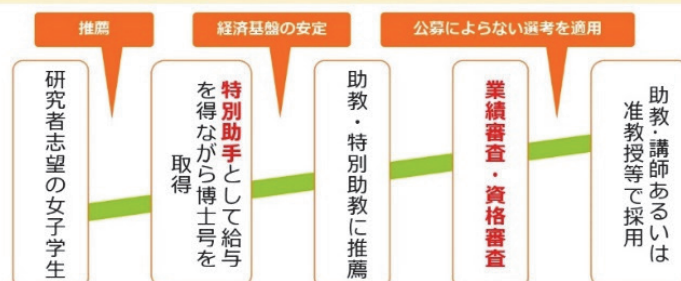 推薦
経済基盤の安定
公募によらない選考を適用
研究者志望の女子学生
特別助手として給与
を得ながら博士号を
取得
助教・特別助教に推薦
業績審査・資格審査
助教・講師あるいは
准教授等で採用